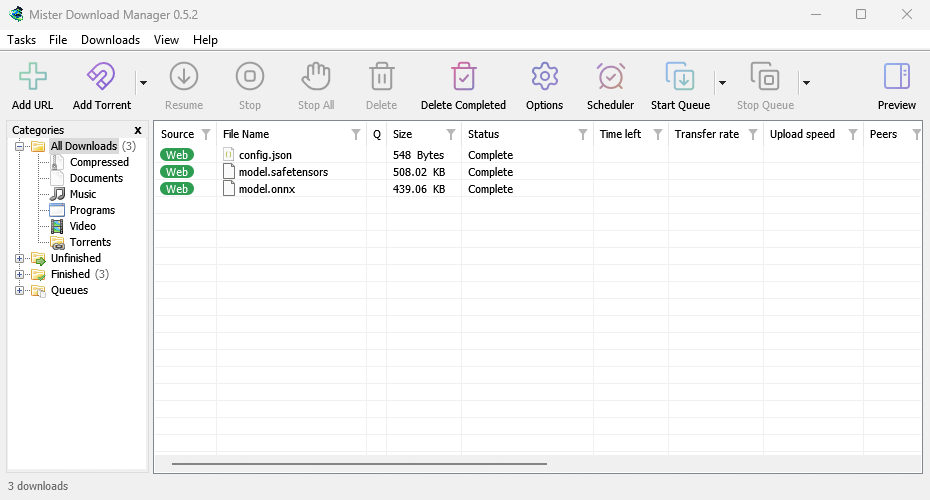 Mister Download Manager 0.5.2
Tasks File Downloads View Help
Add URL Add Torrent Resume Stop Stop All Delete Delete Completed Options Scheduler Start Queue Stop Queue Preview
Categories x
Source File Name Q Size Status Time left Transfer rate Upload speed Peers
All Downloads (3)
Web config.json 548 Bytes Complete
Compressed
Web model.safetensors 508.02 KB Complete
Documents
Web model.onnx 439.06 KB Complete
Music
Programs
Video
Torrents
Unfinished
Finished (3)
Queues
3 downloads